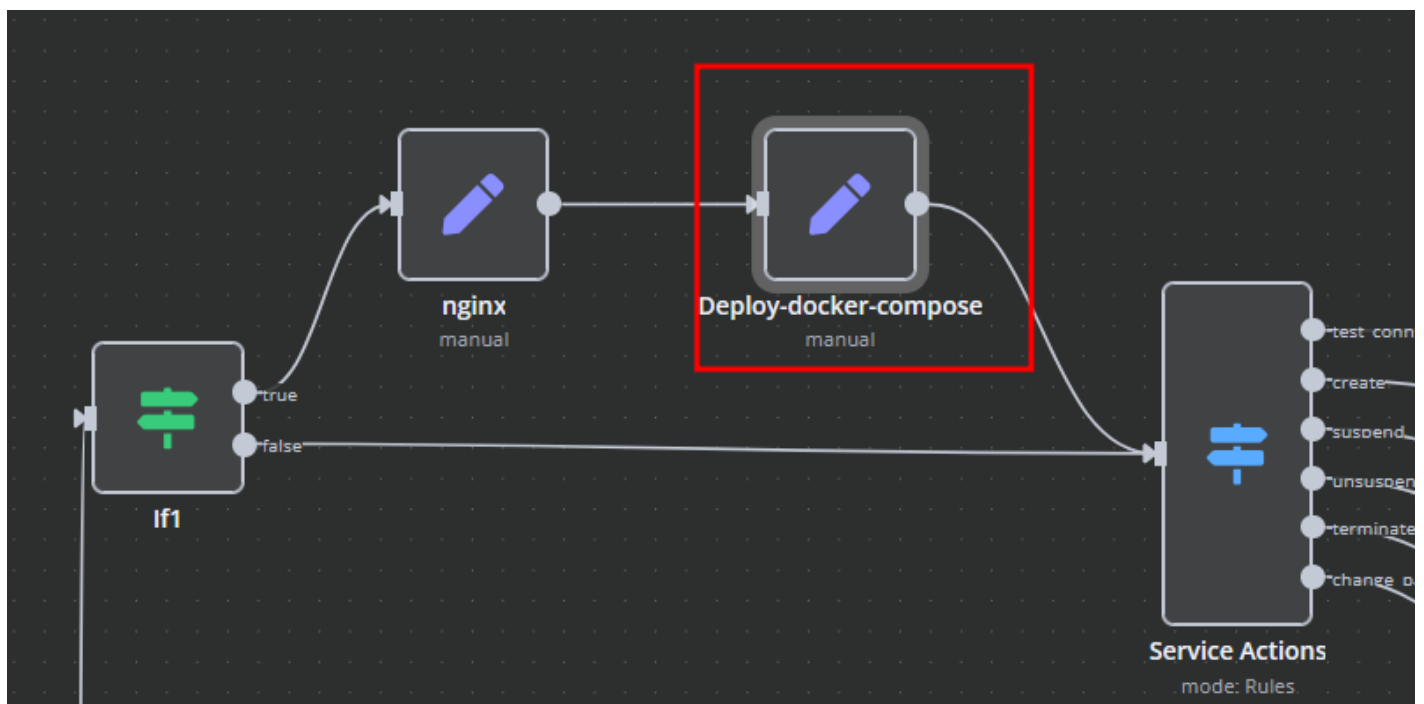 nginx
manual
Deploy-docker-compose
manual
If1
true
false
test conn
create
suspend
unsuspen
terminate
change
Service Actions
mode: Rules